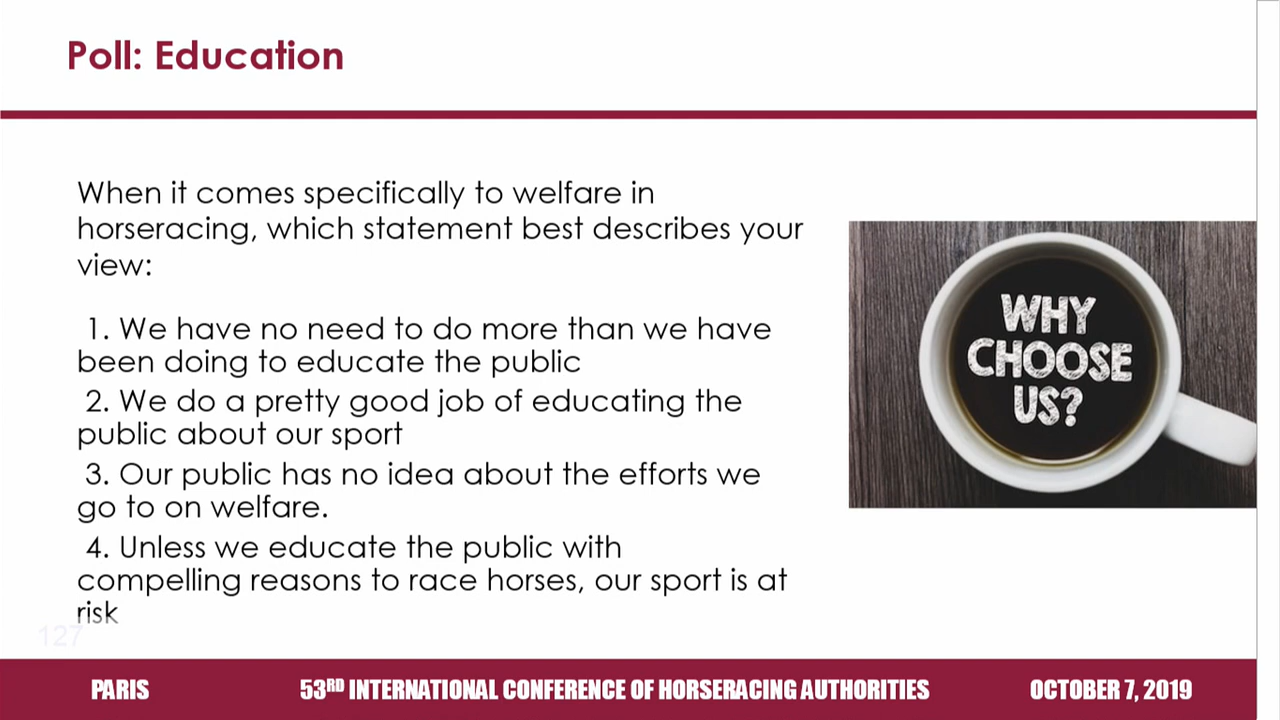 Poll: Education
When it comes specifically to welfare in
horseracing, which statement best describes your
view:
1. We have no need to do more than we have
been doing to educate the public
2. We do a pretty good job of educating the
public about our sport
3. Our public has no idea about the efforts we
go to on welfare.
4. Unless we educate the public with
compelling reasons to race horses, our sport is at
risk
WHY
CHOOSE
US?
127
PARIS 53RD INTERNATIONAL CONFERENCE OF HORSERACING AUTHORITIES OCTOBER 7, 2019